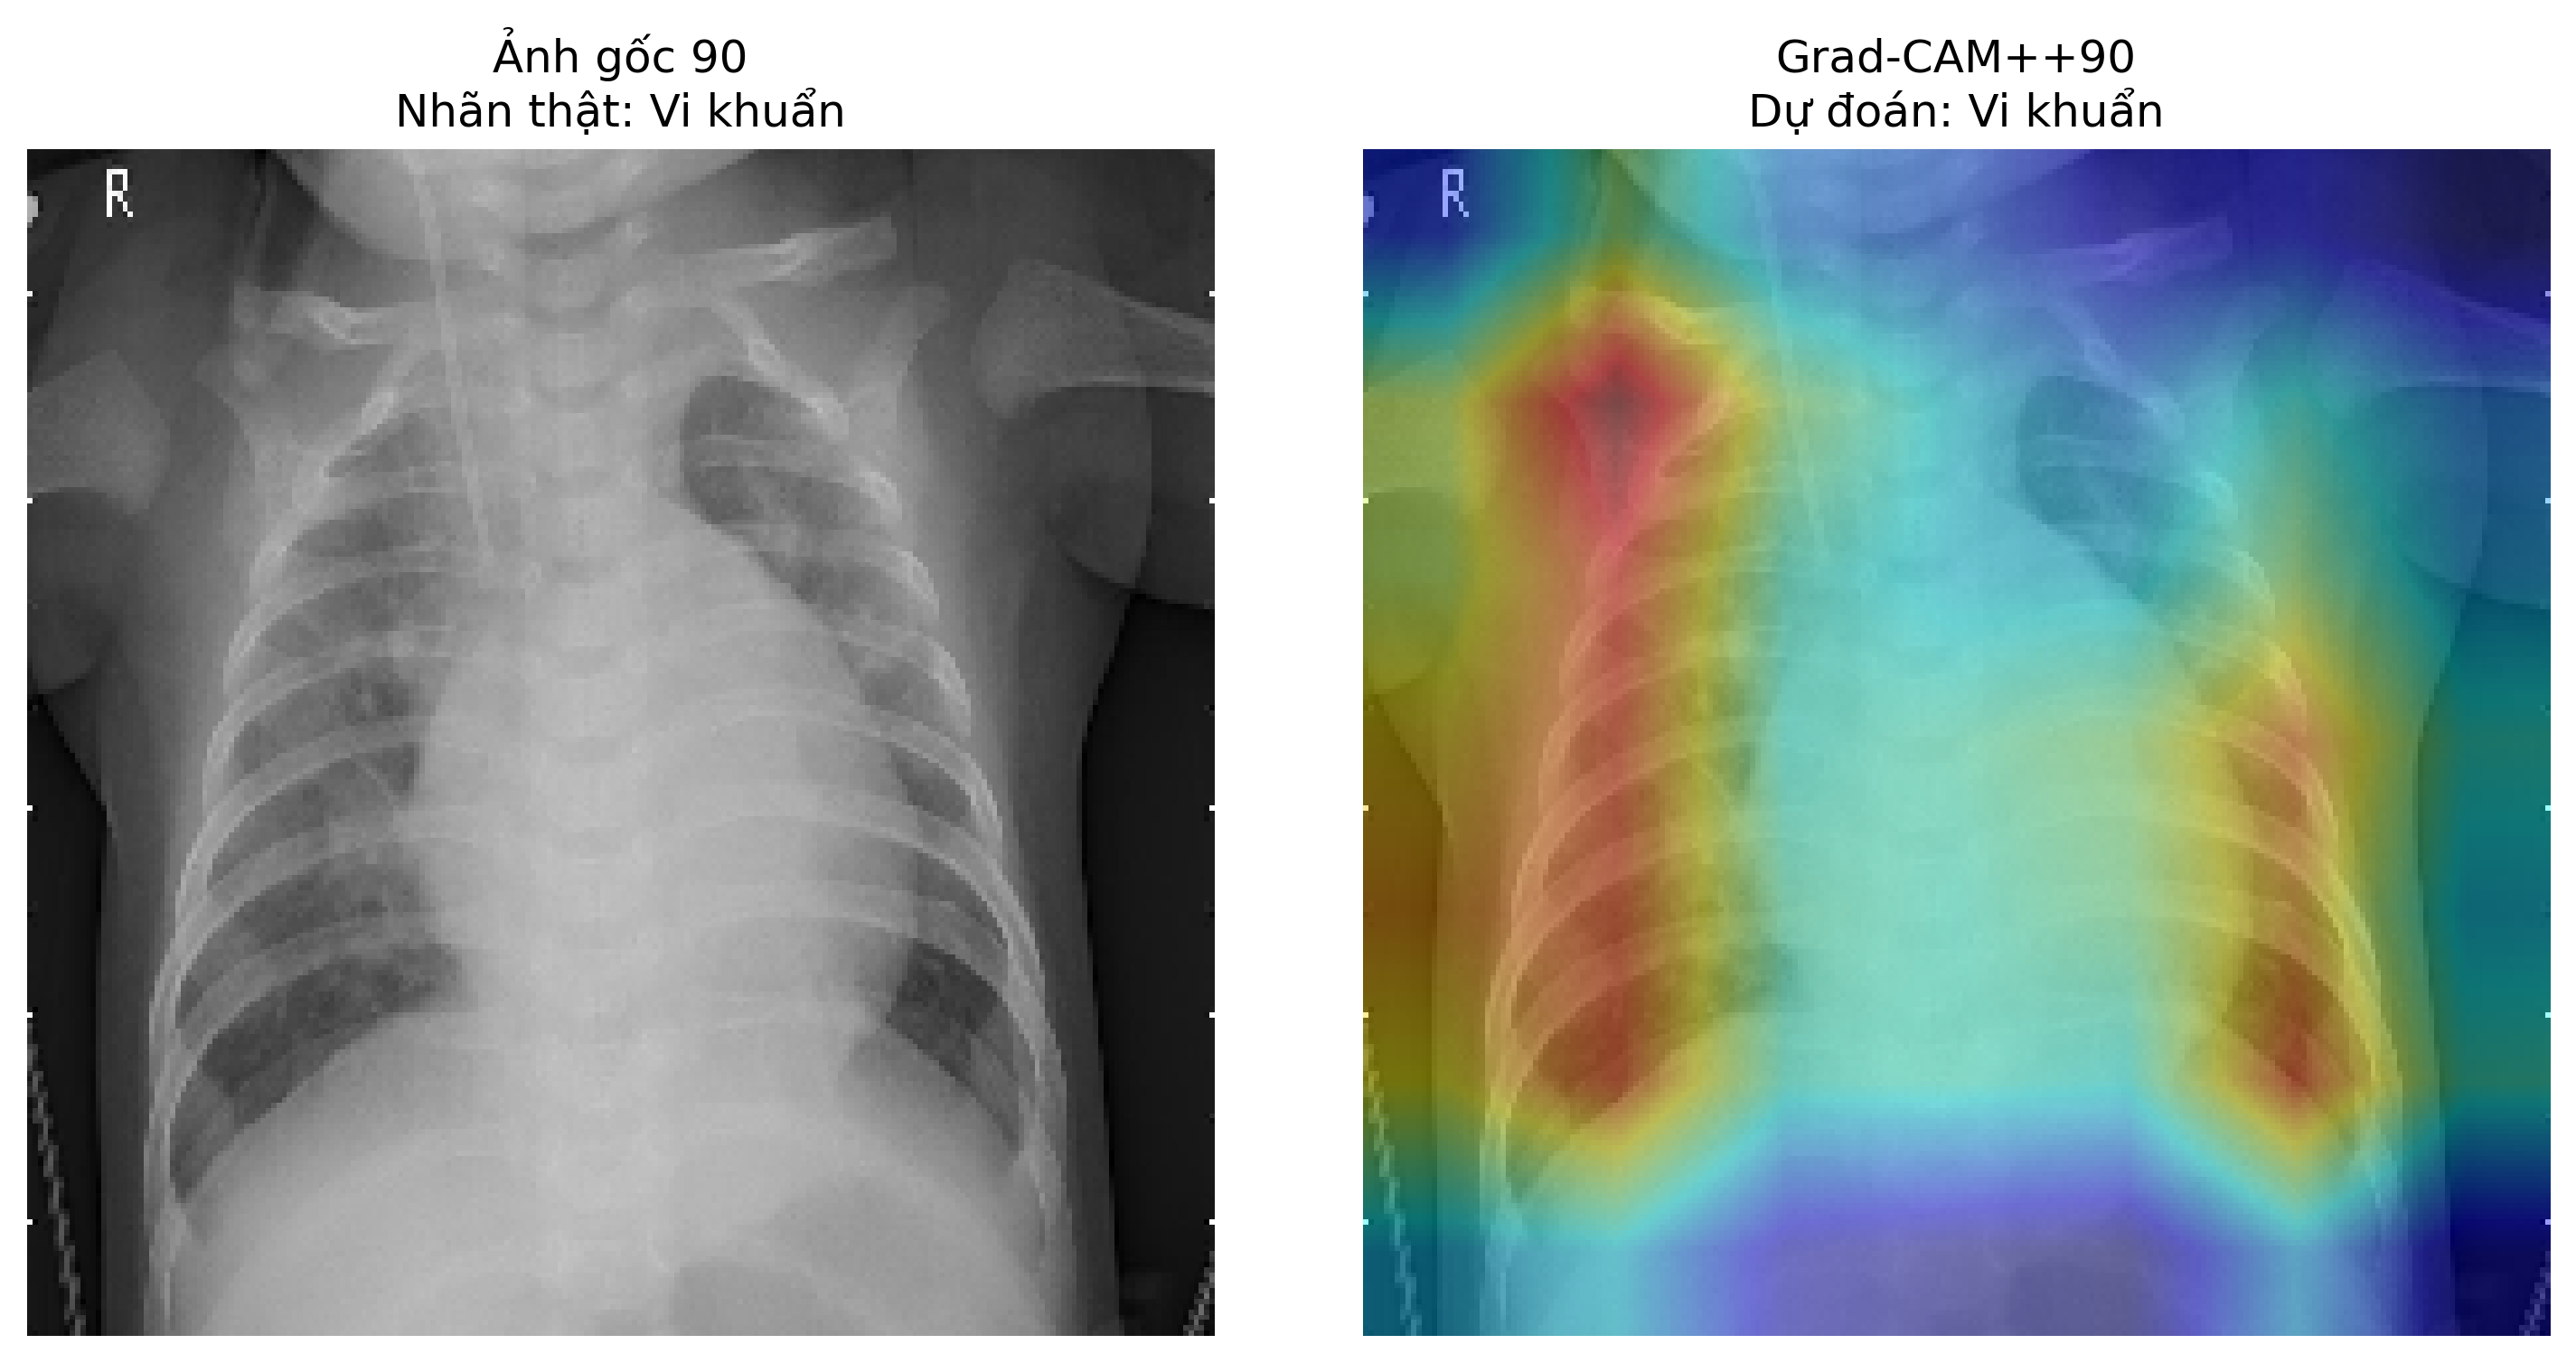 Ảnh gốc 90
Nhãn thật: Vi khuẩn
R
Grad-CAM++90
Dự đoán: Vi khuẩn
R